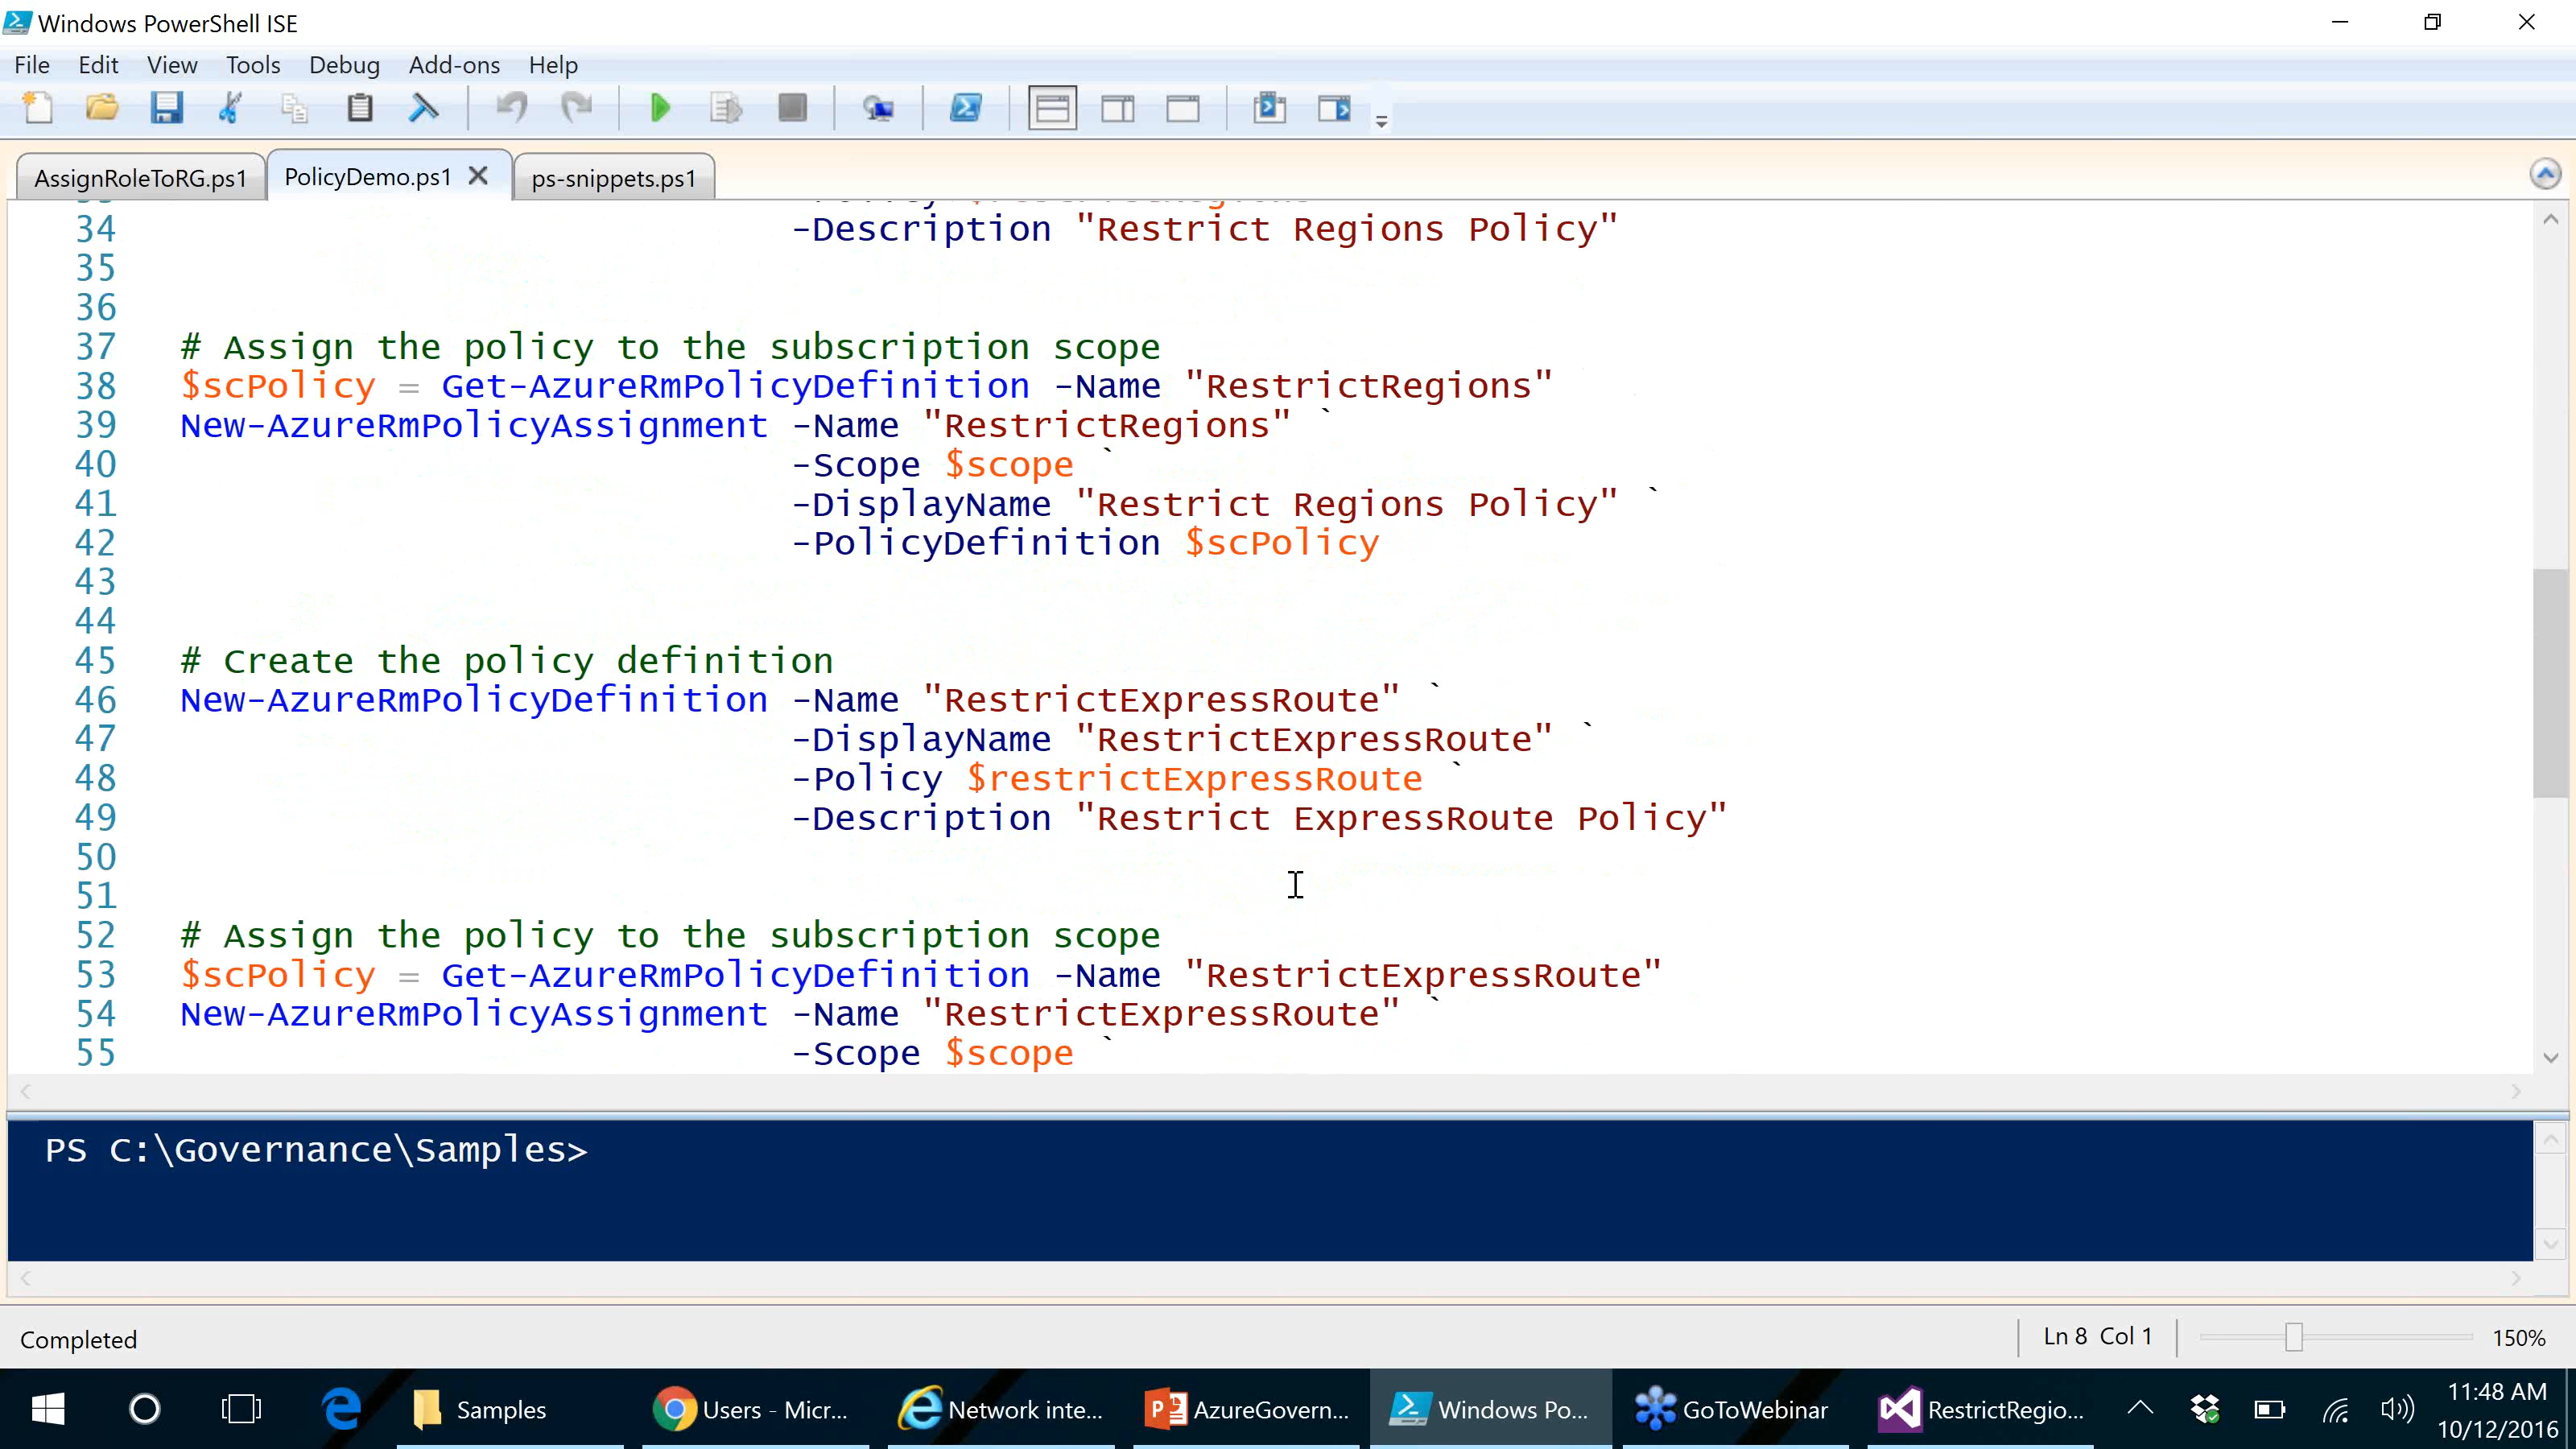 Windows PowerShell ISE
File Edit View Tools Debug Add-ons Help
AssignRoleToRG.ps1 PolicyDemo.ps1 ps-snippets.ps1
34 -Description "Restrict Regions Policy"
35
36
37 # Assign the policy to the subscription scope
38 $scPolicy = Get-AzureRmPolicyDefinition -Name "RestrictRegions"
39 New-AzureRmPolicyAssignment -Name "RestrictRegions" `
40 -Scope $scope `
41 -DisplayName "Restrict Regions Policy" `
42 -PolicyDefinition $scPolicy
43
44
45 # Create the policy definition
46 New-AzureRmPolicyDefinition -Name "RestrictExpressRoute" `
47 -DisplayName "RestrictExpressRoute" `
48 -Policy $restrictExpressRoute `
49 -Description "Restrict ExpressRoute Policy"
50
51
52 # Assign the policy to the subscription scope
53 $scPolicy = Get-AzureRmPolicyDefinition -Name "RestrictExpressRoute"
54 New-AzureRmPolicyAssignment -Name "RestrictExpressRoute" `
55 -Scope $scope `
PS C:\Governance\Samples>
Completed Ln 8 Col 1 150%
Samples Users - Micr... Network inte... AzureGovern... Windows Po... GoToWebinar RestrictRegio... 11:48 AM
10/12/2016